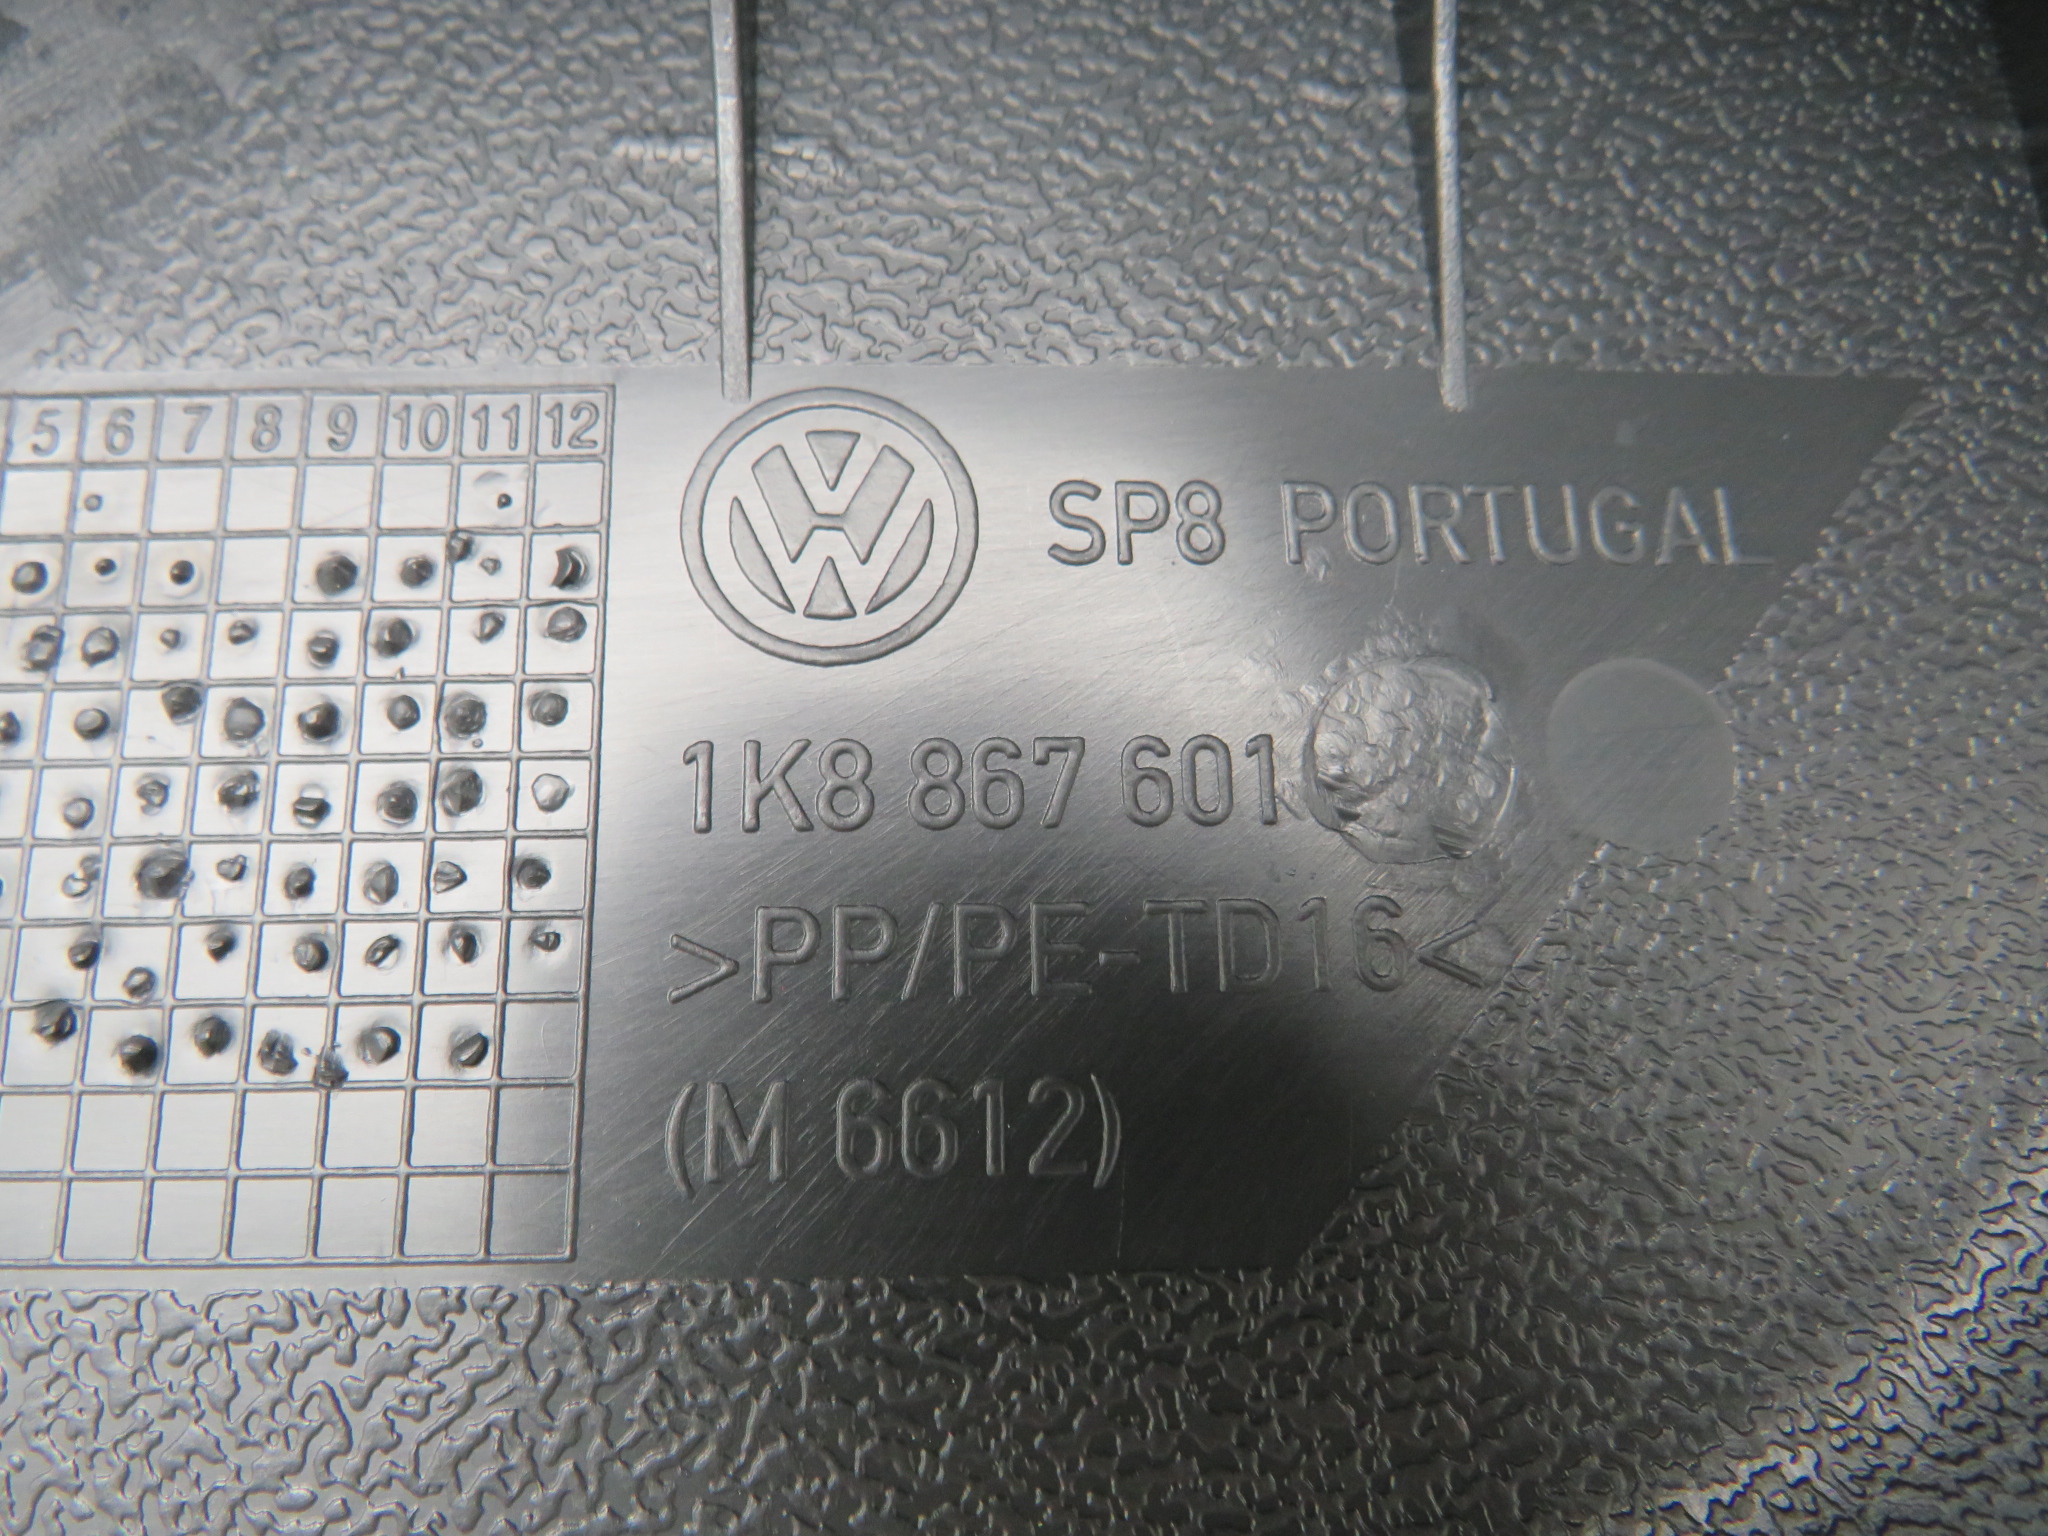 5 6 7 8 9 10 11 12
SP8 PORTUGAL
1K8 867 601
>PP/PE-TD16<
(M 6612)